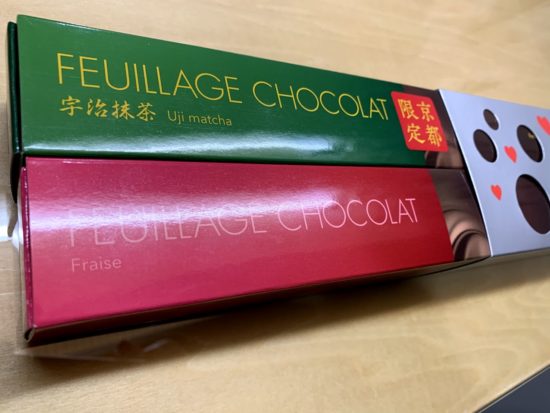 FEUILLAGE CHOCOLAT
宇治抹茶 Uji matcha
京都
限定
FEUILLAGE CHOCOLAT
Fraise